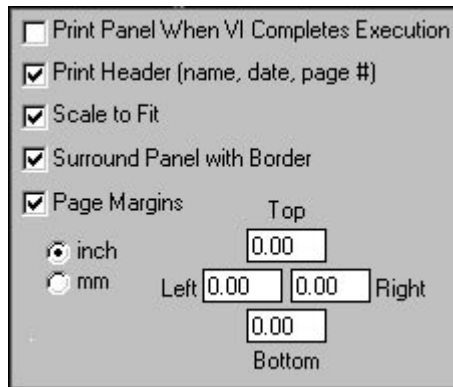 Print Panel When VI Completes Execution
Print Header (name, date, page #)
Scale to Fit
Surround Panel with Border
Page Margins
Top
inch
0.00
mm
Left 0.00 0.00 Right
0.00
Bottom